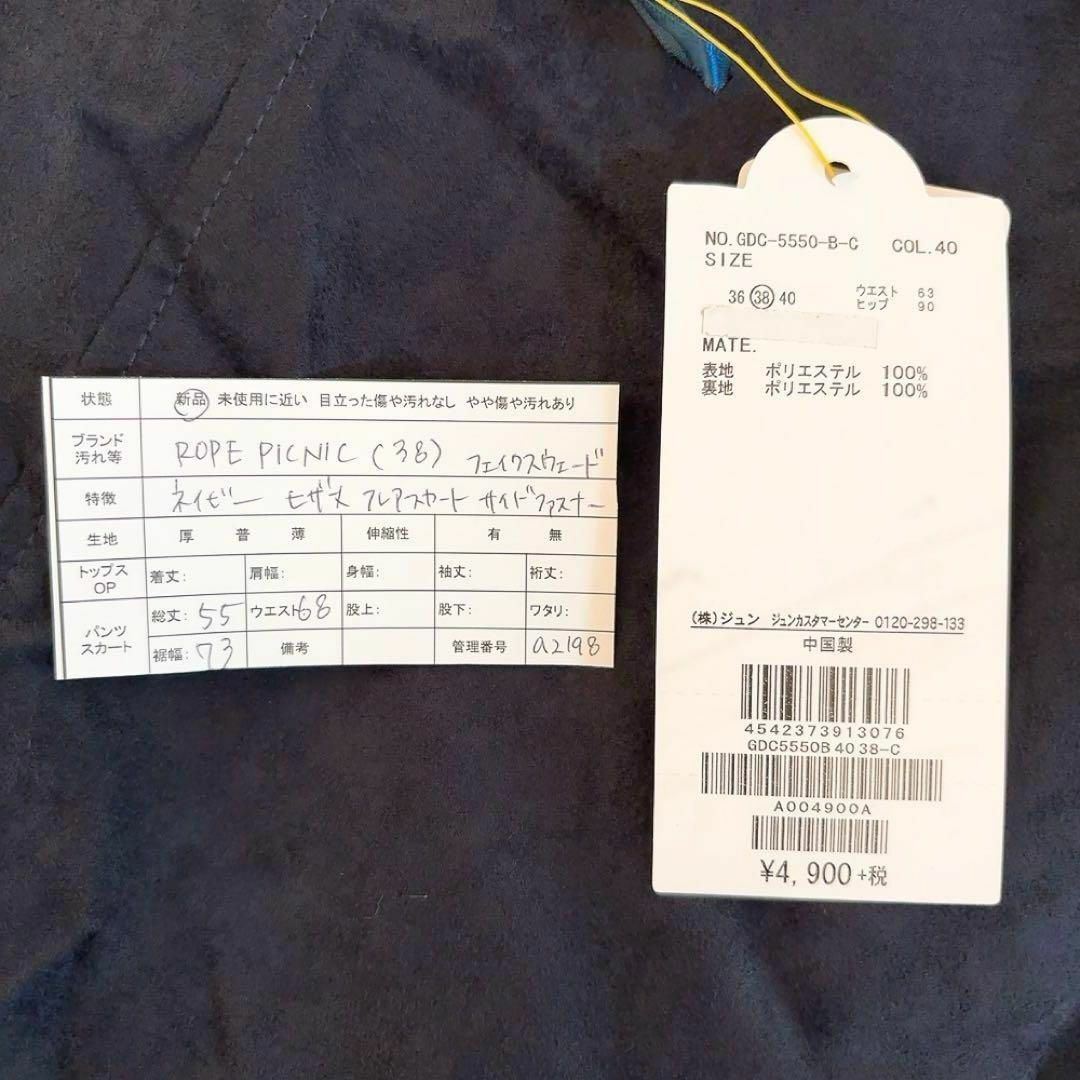 状態 新品 未使用に近い 目立った傷や汚れなし やや傷や汚れあり
ブランド
汚れ等 ROPE PICNIC (38) フェイクスウェード
特徴 ネイビー ヒザ丈 フレアスカート サイドファスナー
生地 厚 普 薄 伸縮性 有 無
トップス
OP 着丈: 肩幅: 身幅: 袖丈: 裄丈:
パンツ
スカート 総丈: 55 ウエスト68 股上: 股下: ワタリ:
裾幅: 73 備考 管理番号 a2198
NO.GDC-5550-B-C COL.40
SIZE
36 38 40 ウエスト 63
ヒップ 90
MATE.
表地 ポリエステル 100%
裏地 ポリエステル 100%
(株)ジュン ジュンカスタマーセンター 0120-298-133
中国製
4542373913076
GDC5550B 40 38-C
A004900A
¥4,900+税